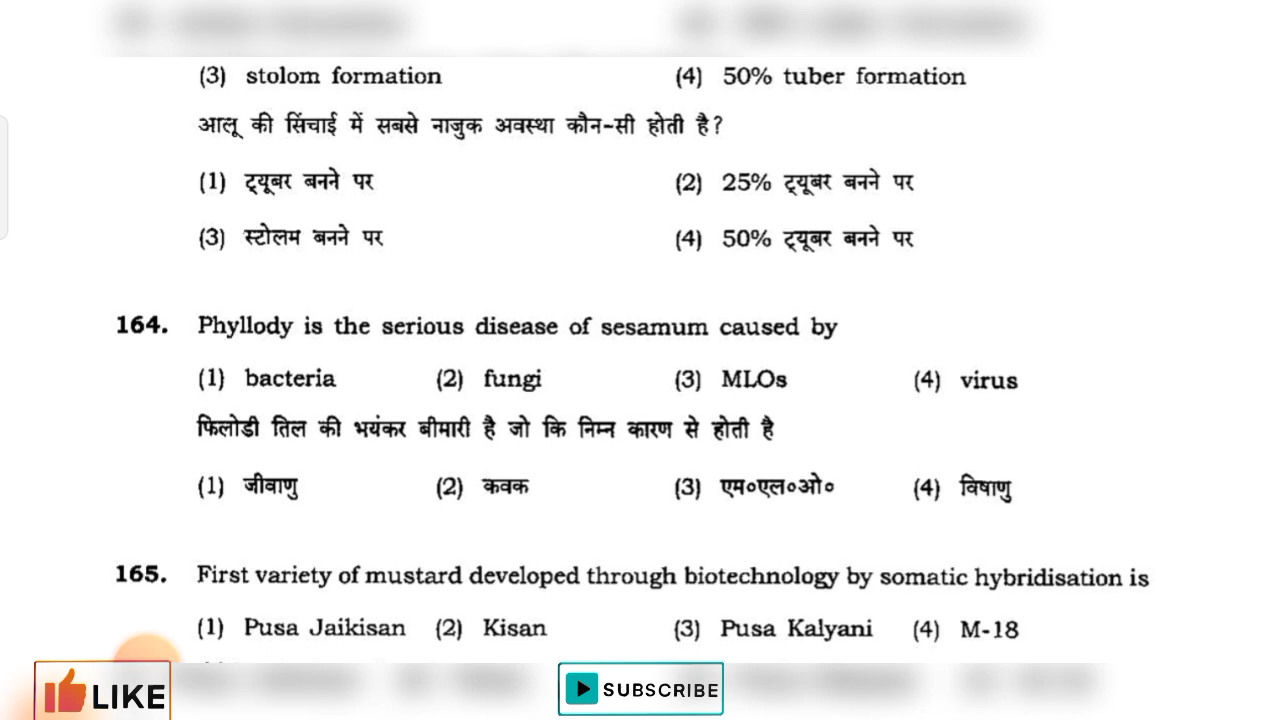 (3) stolom formation (4) 50% tuber formation
आलू की सिंचाई में सबसे नाजुक अवस्था कौन-सी होती है?
(1) ट्यूबर बनने पर (2) 25% ट्यूबर बनने पर
(3) स्टोलम बनने पर (4) 50% ट्यूबर बनने पर
164. Phyllody is the serious disease of sesamum caused by
(1) bacteria (2) fungi (3) MLOs (4) virus
फिलोडी तिल की भयंकर बीमारी है जो कि निम्न कारण से होती है
(1) जीवाणु (2) कवक (3) एम॰एल॰ओ॰ (4) विषाणु
165. First variety of mustard developed through biotechnology by somatic hybridisation is
(1) Pusa Jaikisan (2) Kisan (3) Pusa Kalyani (4) M-18
LIKE SUBSCRIBE